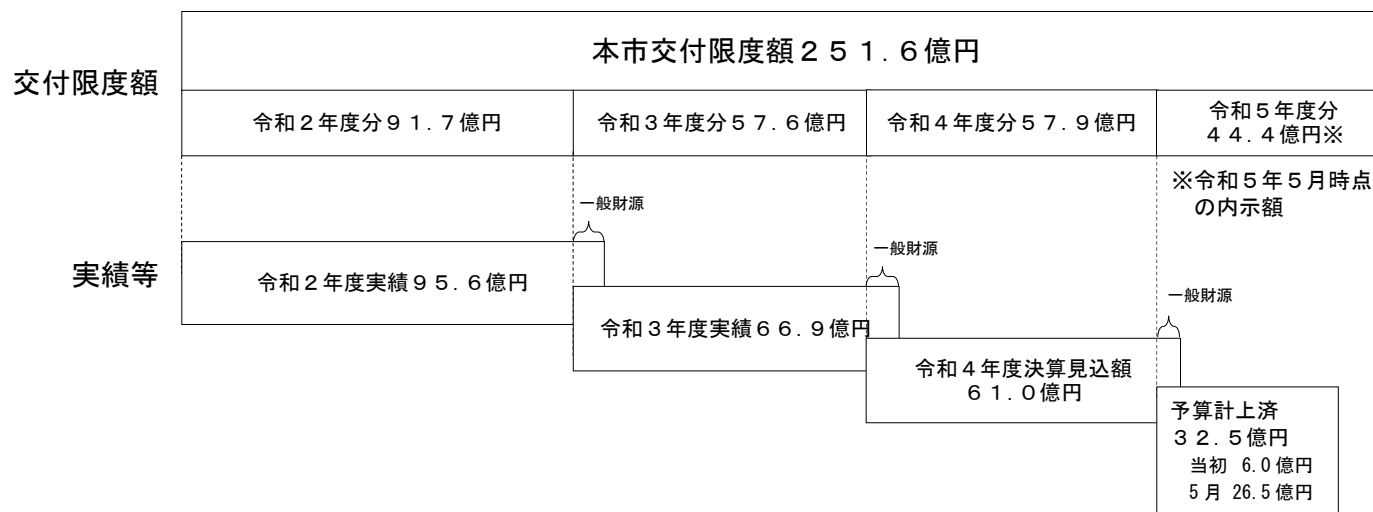 本市交付限度額２５１.６億円
交付限度額
令和２年度分９１.７億円
令和３年度分５７.６億円
令和４年度分５７.９億円
令和５年度分
４４.４億円※
※令和５年５月時点
の内示額
一般財源
実績等
令和２年度実績９５.６億円
一般財源
令和３年度実績６６.９億円
一般財源
令和４年度決算見込額
６１.０億円
予算計上済
３２.５億円
当初 6.0億円
5月 26.5億円